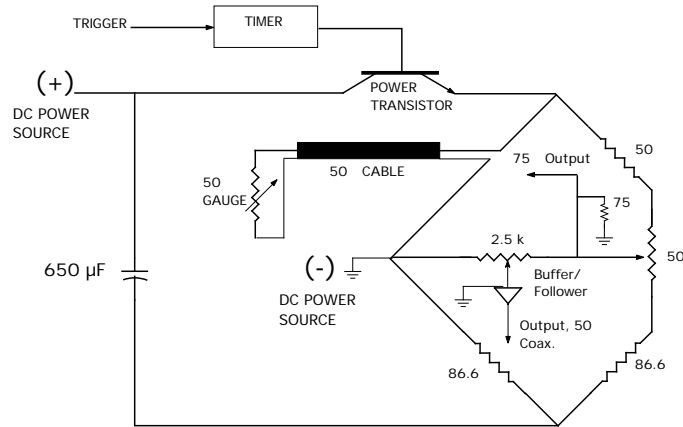 TRIGGER
TIMER
(+)
DC POWER
SOURCE
POWER
TRANSISTOR
50
GAUGE
50 CABLE
75 Output
50
75
50
2.5 k
650 µF
(-)
DC POWER
SOURCE
Buffer/
Follower
Output, 50
Coax.
86.6
86.6